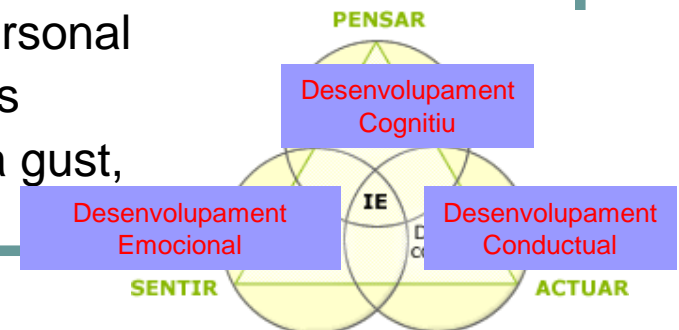 PENSAR
rsonal
s
a gust,
Desenvolupament
Cognitiu
IE
Desenvolupament
Emocional
Desenvolupament
Conductual
SENTIR
ACTUAR